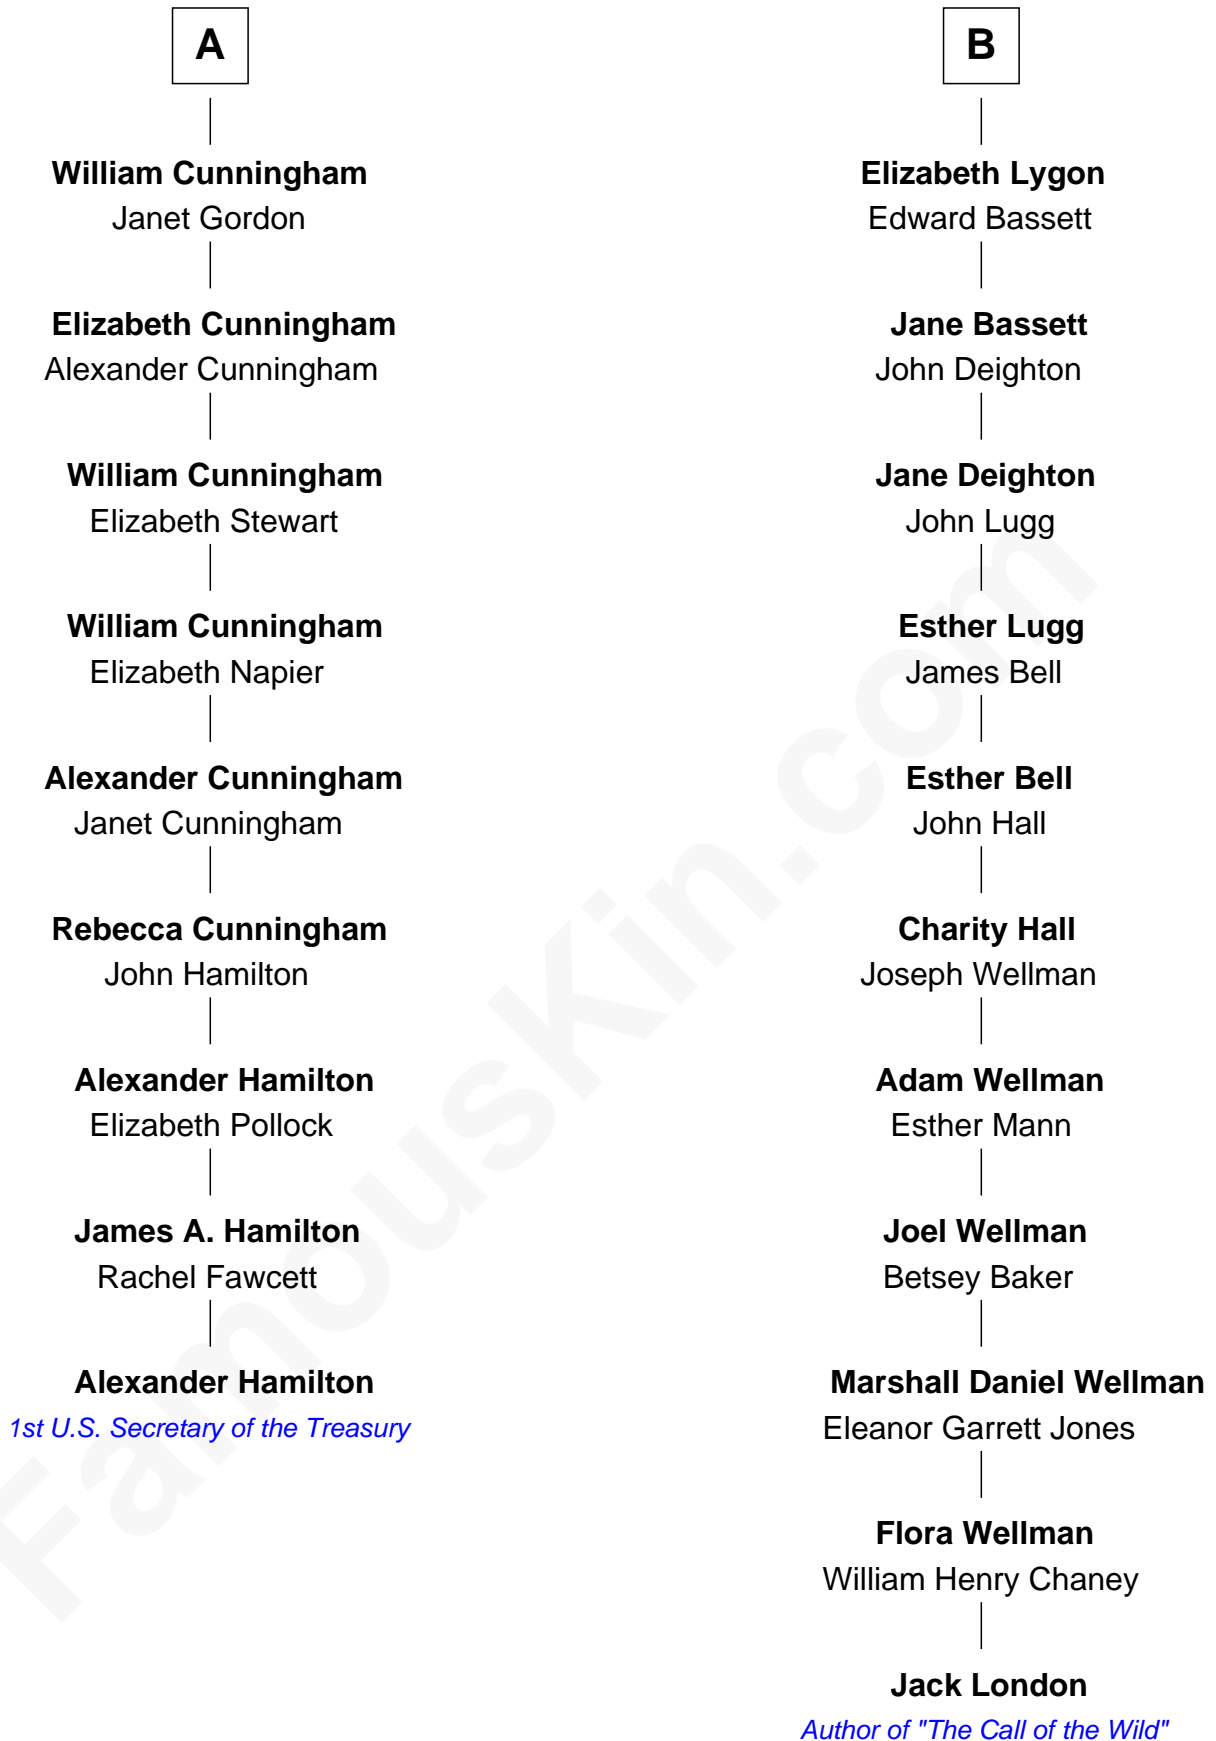 A
William Cunningham
Janet Gordon
Elizabeth Cunningham
Alexander Cunningham
William Cunningham
Elizabeth Stewart
William Cunningham
Elizabeth Napier
Alexander Cunningham
Janet Cunningham
Rebecca Cunningham
John Hamilton
Alexander Hamilton
Elizabeth Pollock
James A. Hamilton
Rachel Fawcett
Alexander Hamilton
1st U.S. Secretary of the Treasury
B
Elizabeth Lygon
Edward Bassett
Jane Bassett
John Deighton
Jane Deighton
John Lugg
Esther Lugg
James Bell
Esther Bell
John Hall
Charity Hall
Joseph Wellman
Adam Wellman
Esther Mann
Joel Wellman
Betsey Baker
Marshall Daniel Wellman
Eleanor Garrett Jones
Flora Wellman
William Henry Chaney
Jack London
Author of "The Call of the Wild"
FamousKin.com